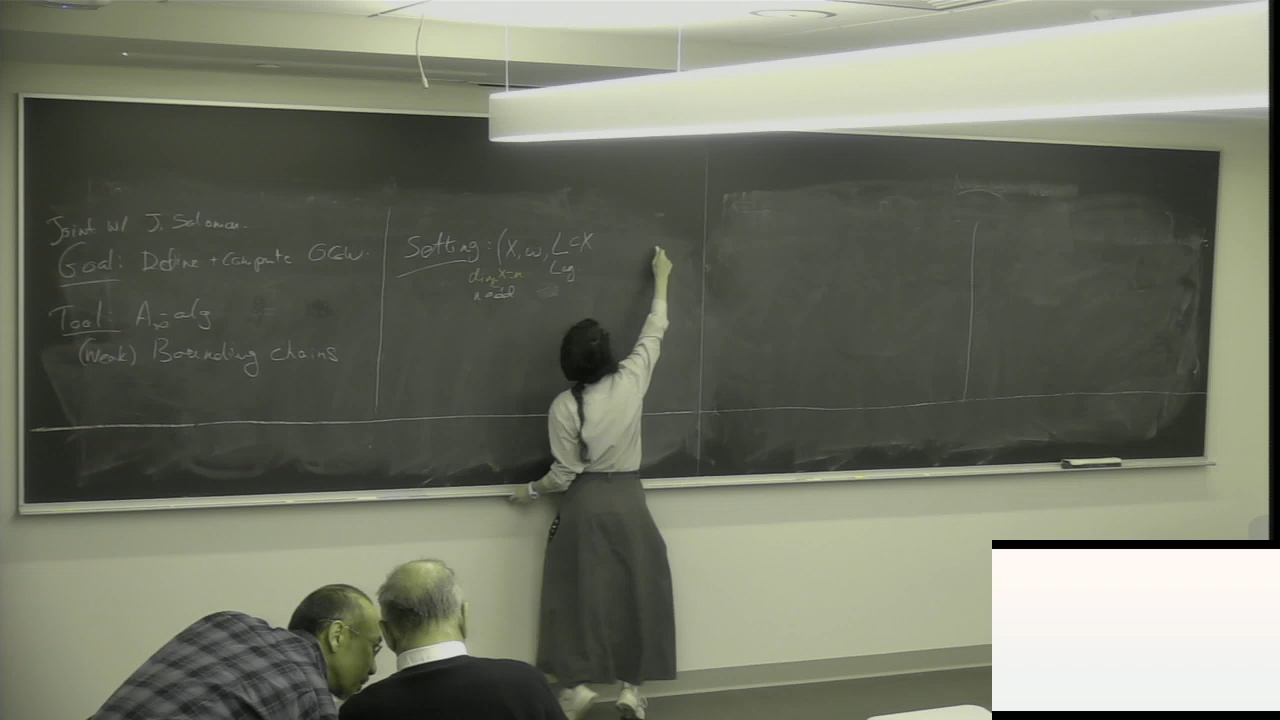 Joint w/ J. Solomon.
Goal: Define + Compute OGW.
Tool: A∞-alg
(Weak) Bounding chains
Setting: (X, ω, L⊂X
dim X=n
Lag
n odd